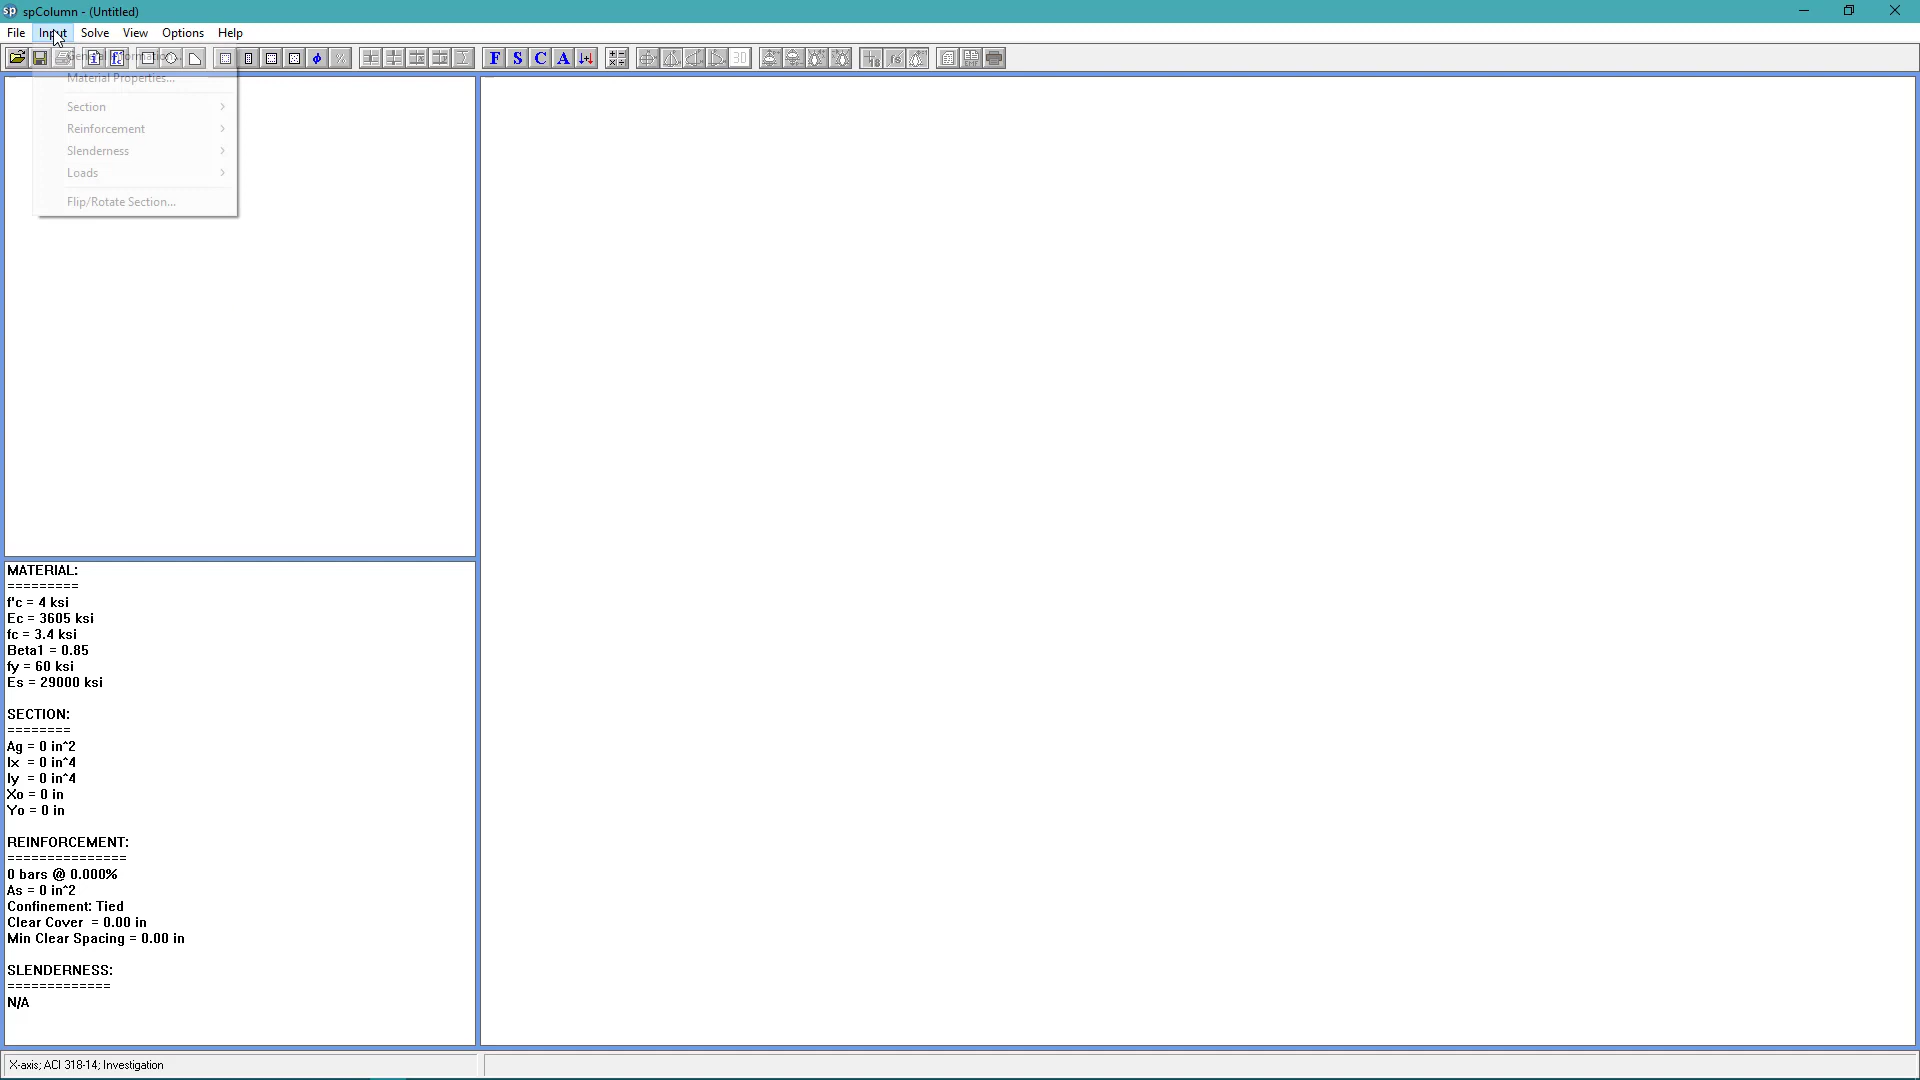 spColumn - (Untitled)
File Input Solve View Options Help
F S C A 3D
General Information...
Material Properties...
Section
Reinforcement
Slenderness
Loads
Flip/Rotate Section...
MATERIAL:
=========
f'c = 4 ksi
Ec = 3605 ksi
fc = 3.4 ksi
Beta1 = 0.85
fy = 60 ksi
Es = 29000 ksi
SECTION:
========
Ag = 0 in^2
Ix = 0 in^4
Iy = 0 in^4
Xo = 0 in
Yo = 0 in
REINFORCEMENT:
===============
0 bars @ 0.000%
As = 0 in^2
Confinement: Tied
Clear Cover = 0.00 in
Min Clear Spacing = 0.00 in
SLENDERNESS:
=============
N/A
X-axis; ACI 318-14; Investigation